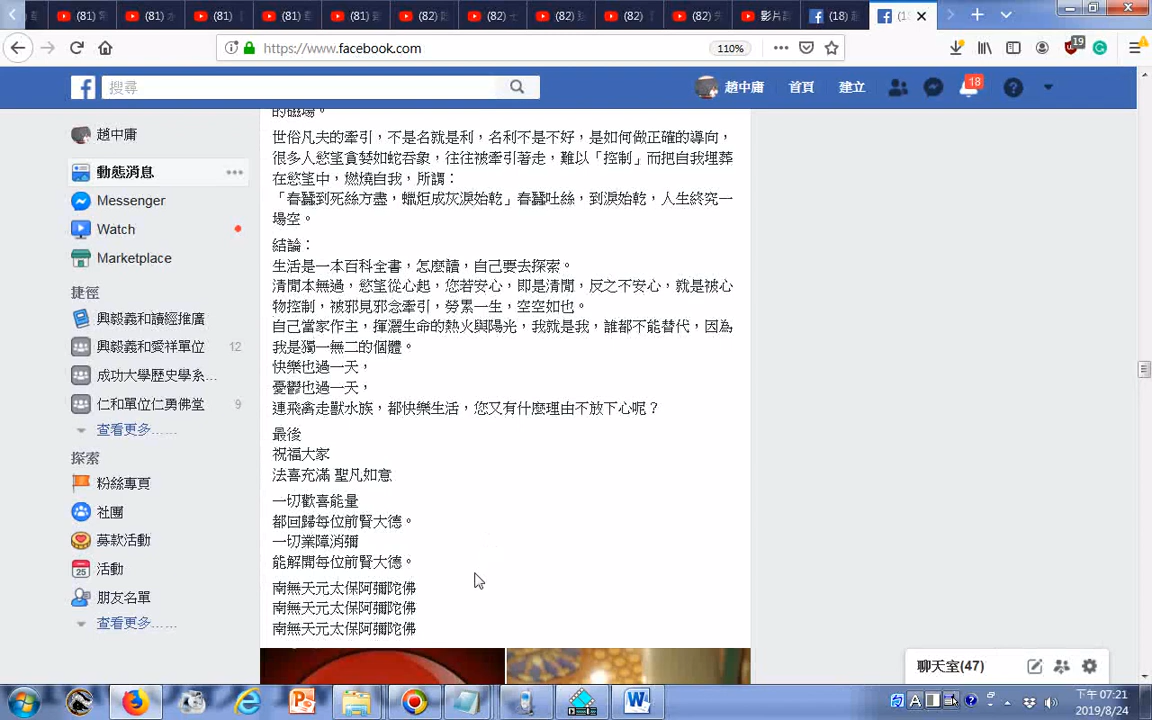 (81)
(81)
(81)
(81)
(81)
(82)
(82)
(82)
(82)
(82)
影片
(18)
(18
https://www.facebook.com
110%
19
搜尋
趙中庸
首頁
建立
18
趙中庸
動態消息
Messenger
Watch
Marketplace
捷徑
興毅義和讀經推廣
興毅義和愛祥單位 12
成功大學歷史學系...
仁和單位仁勇佛堂 9
查看更多......
探索
粉絲專頁
社團
募款活動
25 活動
朋友名單
查看更多......
的磁場。
世俗凡夫的牽引，不是名就是利，名利不是不好，是如何做正確的導向，
很多人慾望貪婪如蛇吞象，往往被牽引著走，難以「控制」而把自我埋葬
在慾望中，燃燒自我，所謂：
「春蠶到死絲方盡，蠟炬成灰淚始乾」春蠶吐絲，到淚始乾，人生終究一
場空。
結論：
生活是一本百科全書，怎麼讀，自己要去探索。
清閒本無過，慾望從心起，您若安心，即是清閒，反之不安心，就是被心
物控制，被邪見邪念牽引，勞累一生，空空如也。
自己當家作主，揮灑生命的熱火與陽光，我就是我，誰都不能替代，因為
我是獨一無二的個體。
快樂也過一天，
憂鬱也過一天，
連飛禽走獸水族，都快樂生活，您又有什麼理由不放下心呢？
最後
祝福大家
法喜充滿 聖凡如意
一切歡喜能量
都回歸每位前賢大德。
一切業障消彌
能解開每位前賢大德。
南無天元太保阿彌陀佛
南無天元太保阿彌陀佛
南無天元太保阿彌陀佛
聊天室(47)
下午 07:21
2019/8/24